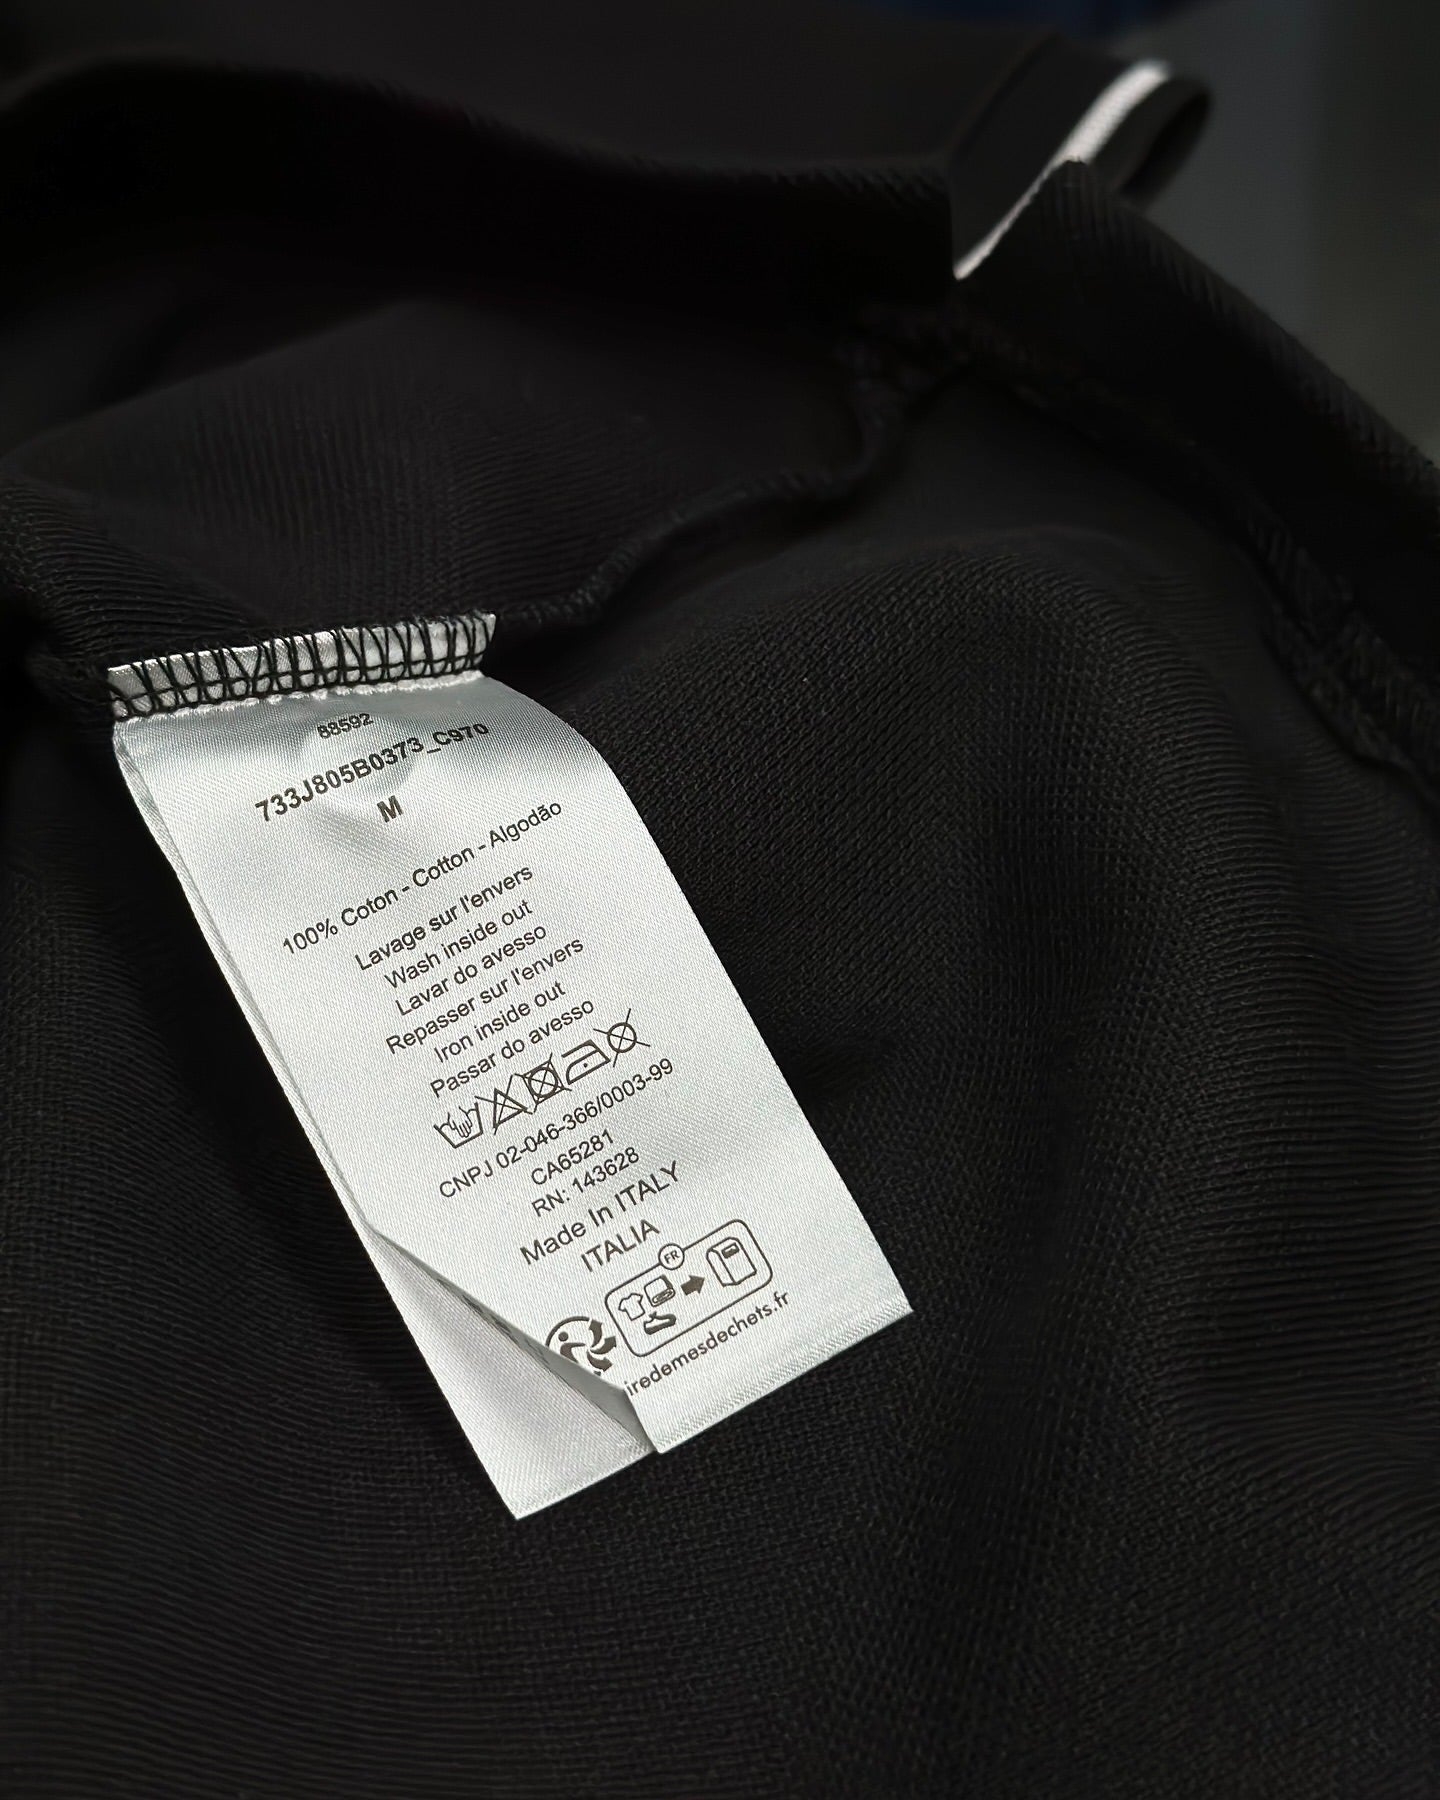 88592
733J805B0373_C970
M
100% Coton - Cotton - Algodão
Lavage sur l'envers
Wash inside out
Lavar do avesso
Repasser sur l'envers
Iron inside out
Passar do avesso
CNPJ 02-046-366/0003-99
CA65281
RN: 143628
Made In ITALY
ITALIA
FR
iredemesdechets.fr